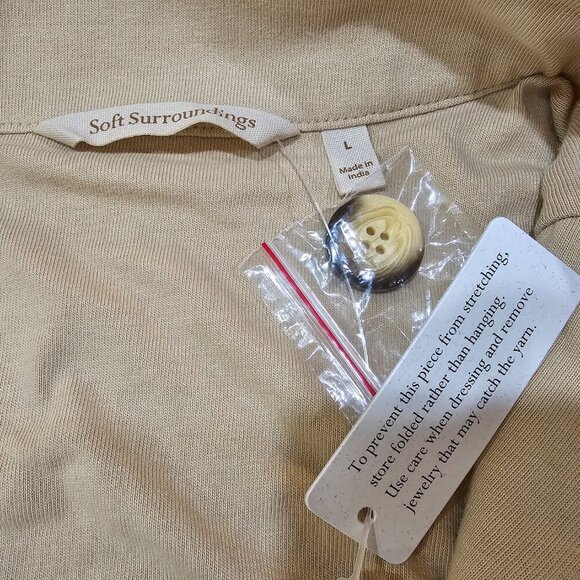 Soft Surroundings
L
Made in
India
To prevent this piece from stretching,
store folded rather than hanging
Use care when dressing and remove
jewelry that may catch the yarn.